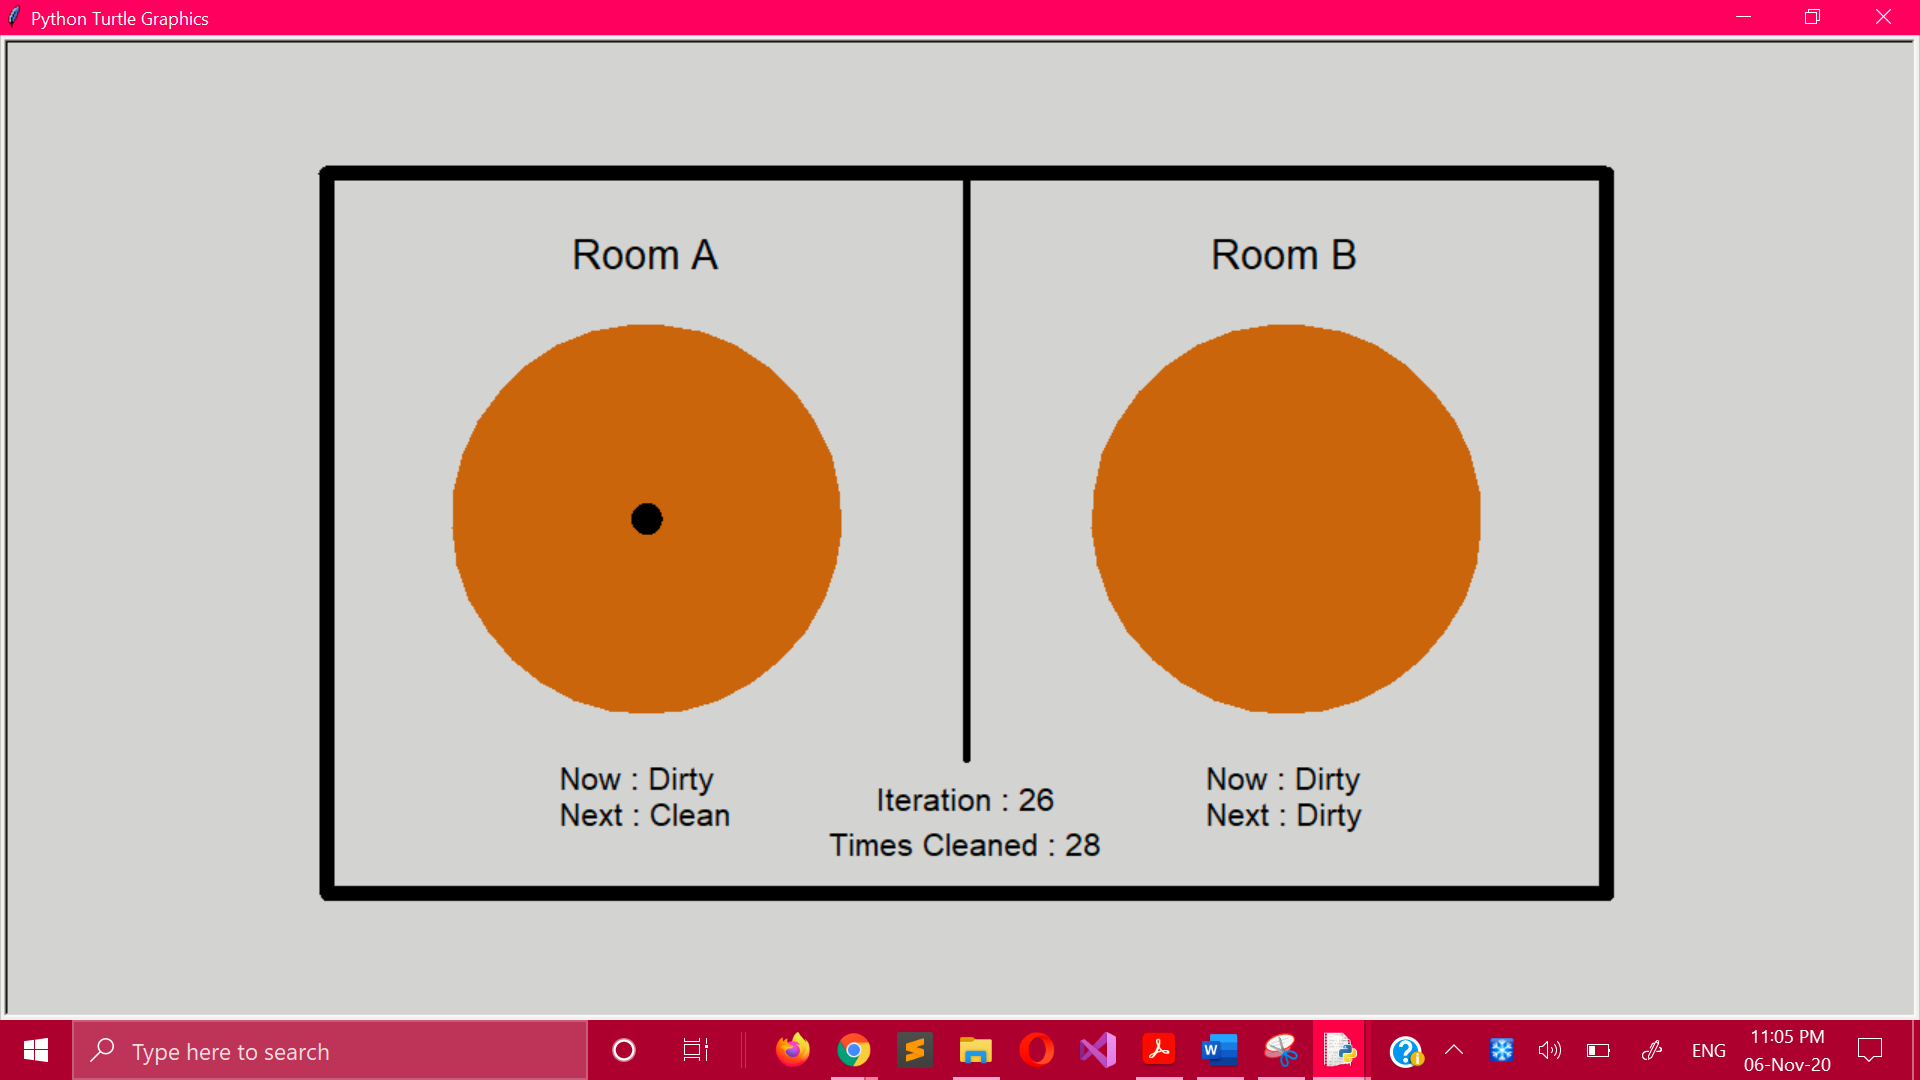 Python Turtle Graphics
Room A
Room B
Now : Dirty
Next : Clean
Iteration : 26
Times Cleaned : 28
Now : Dirty
Next : Dirty
Type here to search
ENG
11:05 PM
06-Nov-20